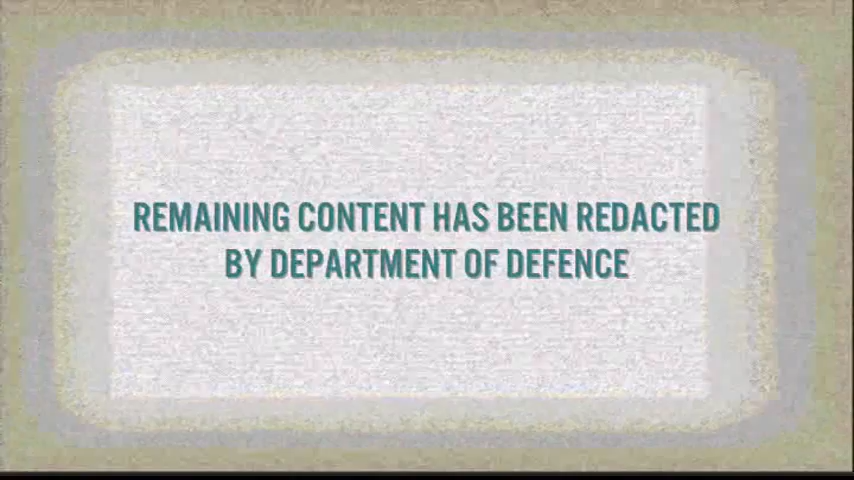 REMAINING CONTENT HAS BEEN REDACTED
BY DEPARTMENT OF DEFENCE